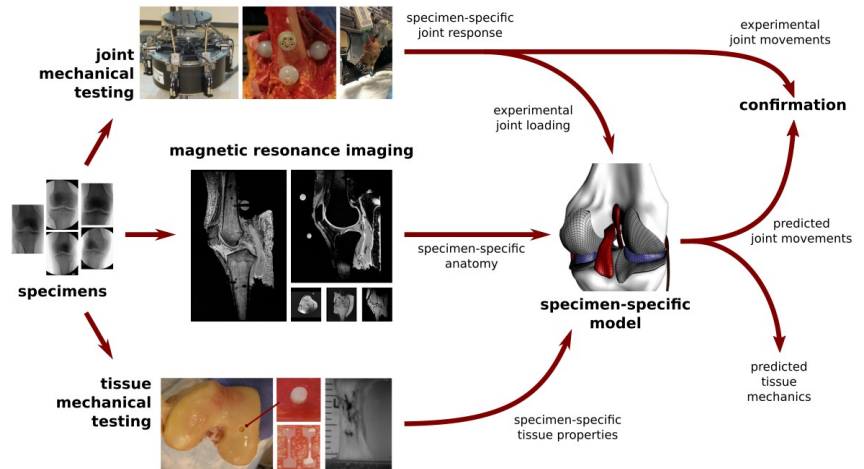 joint
mechanical
testing
specimen-specific
joint response
experimental
joint movements
confirmation
experimental
joint loading
magnetic resonance imaging
specimens
specimen-specific
anatomy
predicted
joint movements
specimen-specific
model
tissue
mechanical
testing
specimen-specific
tissue properties
predicted
tissue
mechanics